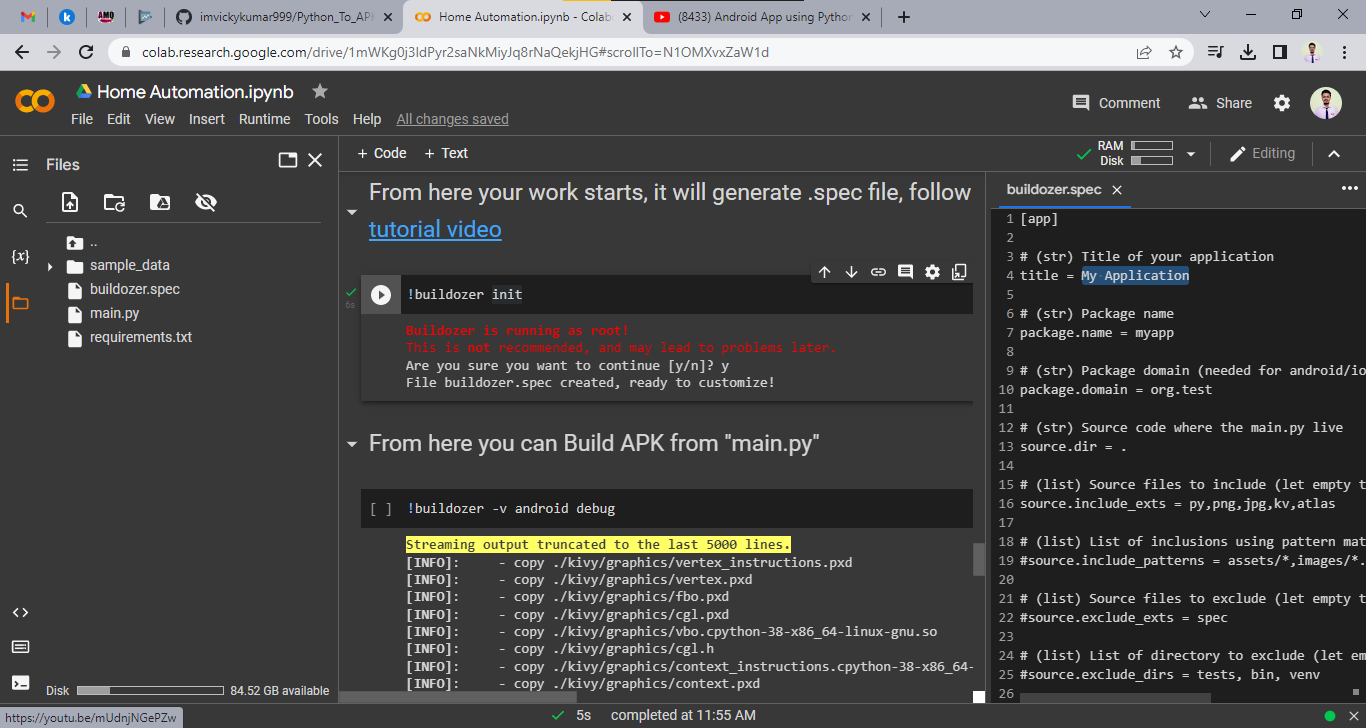 imvickykumar999/Python_To_AP
Home Automation.ipynb - Colab
(8433) Android App using Python
colab.research.google.com/drive/1mWKg0j3IdPyr2saNkMiyJq8rNaQekjHG#scrollTo=N1OMXvxZaW1d
Home Automation.ipynb
Comment
Share
File Edit View Insert Runtime Tools Help All changes saved
Files
+ Code + Text
RAM
Disk
Editing
..
sample_data
buildozer.spec
main.py
requirements.txt
{x}
Disk 84.52 GB available
From here your work starts, it will generate .spec file, follow
tutorial video
6s
!buildozer init
Buildozer is running as root!
This is not recommended, and may lead to problems later.
Are you sure you want to continue [y/n]? y
File buildozer.spec created, ready to customize!
From here you can Build APK from "main.py"
[ ] !buildozer -v android debug
Streaming output truncated to the last 5000 lines.
[INFO]: - copy ./kivy/graphics/vertex_instructions.pxd
[INFO]: - copy ./kivy/graphics/vertex.pxd
[INFO]: - copy ./kivy/graphics/fbo.pxd
[INFO]: - copy ./kivy/graphics/cgl.pxd
[INFO]: - copy ./kivy/graphics/vbo.cpython-38-x86_64-linux-gnu.so
[INFO]: - copy ./kivy/graphics/cgl.h
[INFO]: - copy ./kivy/graphics/context_instructions.cpython-38-x86_64-
[INFO]: - copy ./kivy/graphics/context.pxd
buildozer.spec
1 [app]
2
3 # (str) Title of your application
4 title = My Application
5
6 # (str) Package name
7 package.name = myapp
8
9 # (str) Package domain (needed for android/io
10 package.domain = org.test
11
12 # (str) Source code where the main.py live
13 source.dir = .
14
15 # (list) Source files to include (let empty t
16 source.include_exts = py,png,jpg,kv,atlas
17
18 # (list) List of inclusions using pattern mat
19 #source.include_patterns = assets/*,images/*.
20
21 # (list) Source files to exclude (let empty t
22 #source.exclude_exts = spec
23
24 # (list) List of directory to exclude (let em
25 #source.exclude_dirs = tests, bin, venv
26
https://youtu.be/mUdnjNGePZw
5s completed at 11:55 AM